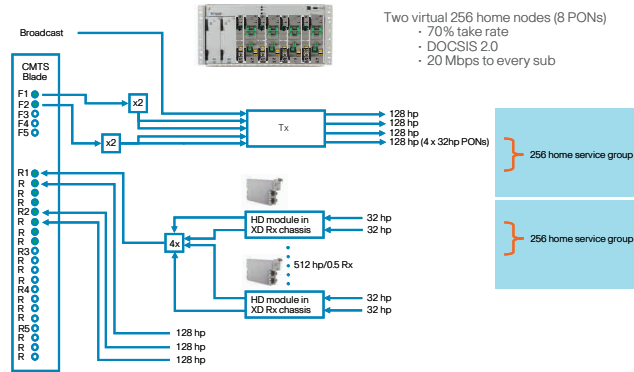 Two virtual 256 home nodes (8 PONs)
· 70% take rate
· DOCSIS 2.0
· 20 Mbps to every sub
Broadcast
CMTS
Blade
F1
F2
F3
F4
F5
x2
x2
Tx
128 hp
128 hp
128 hp
128 hp (4 x 32hp PONs)
256 home service group
256 home service group
R1
R
R
R
R2
R
R
R
R3
R
R
R
R4
R
R
R
R5
R
R
R
4x
HD module in
XD Rx chassis
32 hp
32 hp
512 hp/0.5 Rx
HD module in
XD Rx chassis
32 hp
32 hp
128 hp
128 hp
128 hp